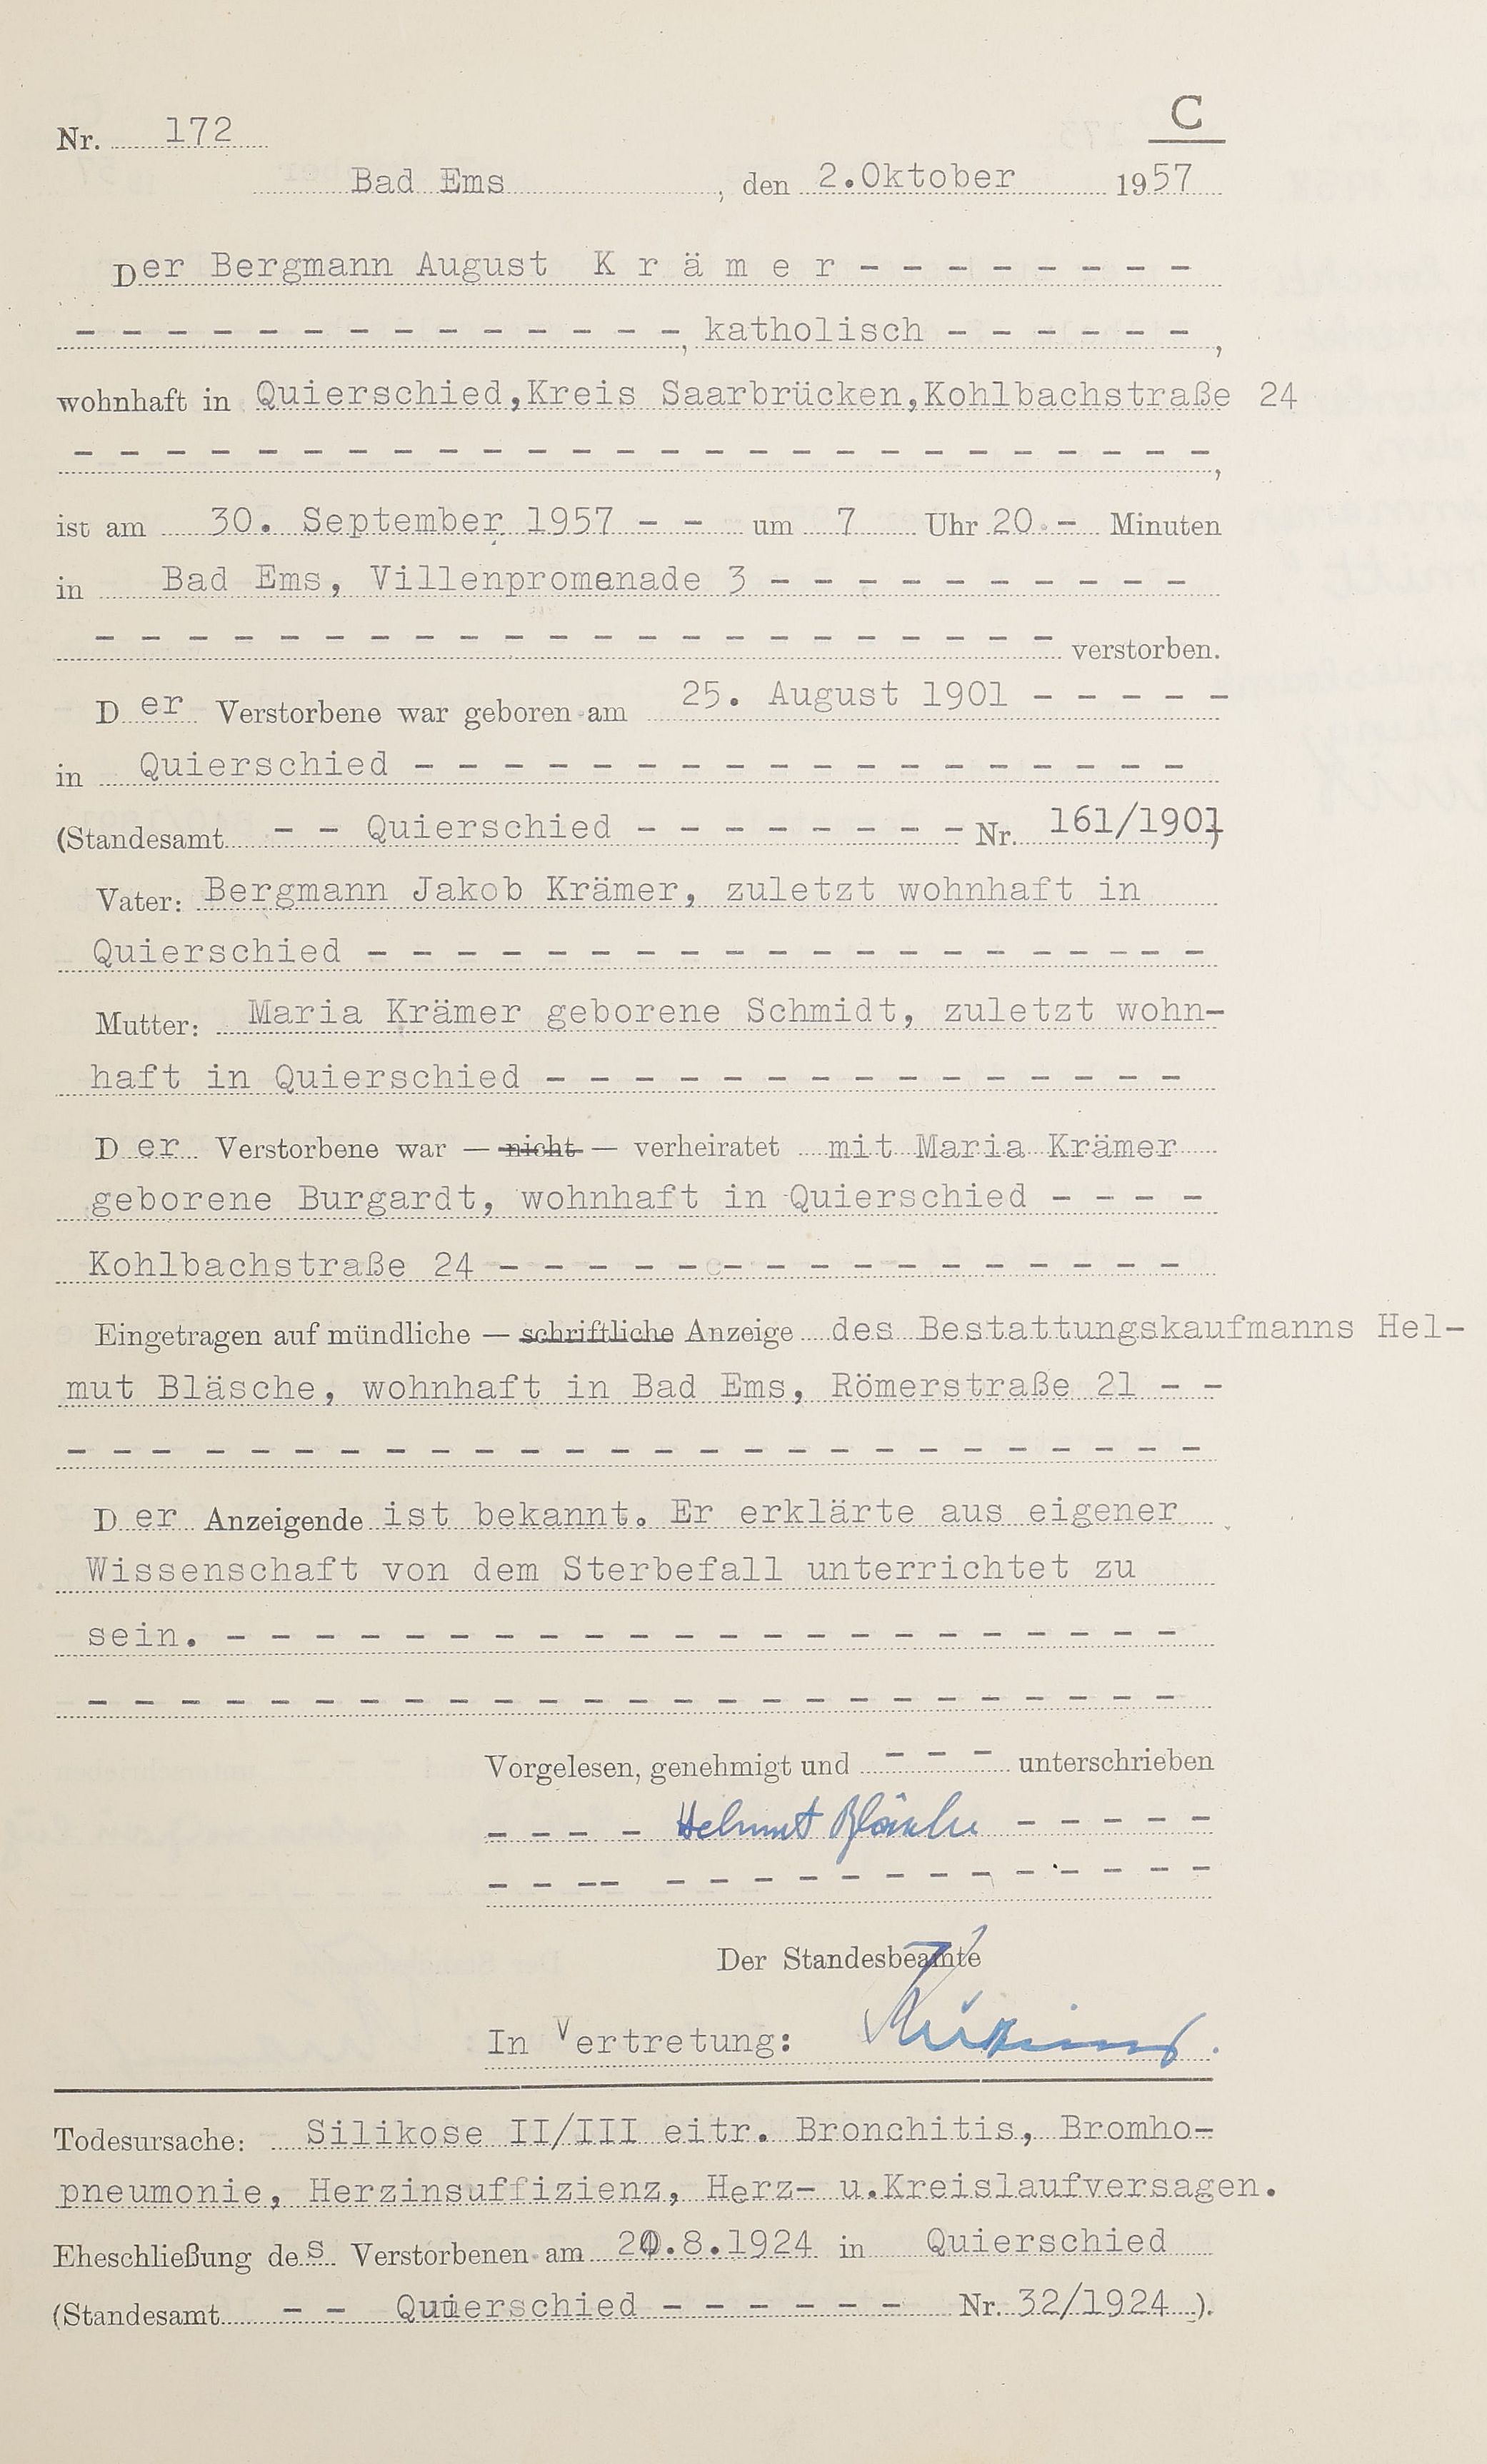 C
Nr. 172
Bad Ems, den 2.Oktober 1957
Der Bergmann August K r ä m e r - - - - - - - -
- - - - - - - - - - - - - -, katholisch - - - - - -,
wohnhaft in Quierschied,Kreis Saarbrücken,Kohlbachstraße 24
- - - - - - - - - - - - - - - - - - - - - - - - - -,
ist am 30. September 1957 - - um 7 Uhr 20.- Minuten
in Bad Ems, Villenpromenade 3 - - - - - - - - - -
- - - - - - - - - - - - - - - - - - - - - - verstorben.
Der Verstorbene war geboren am 25. August 1901 - - - - -
in Quierschied - - - - - - - - - - - - - - - - - -
(Standesamt - - Quierschied - - - - - - - - Nr. 161/1901)
Vater: Bergmann Jakob Krämer, zuletzt wohnhaft in
Quierschied - - - - - - - - - - - - - - - - - - -
Mutter: Maria Krämer geborene Schmidt, zuletzt wohn-
haft in Quierschied - - - - - - - - - - - - - - -
Der Verstorbene war — nicht — verheiratet mit Maria Krämer
geborene Burgardt, wohnhaft in Quierschied - - - -
Kohlbachstraße 24 - - - - - - - - - - - - - - - -
Eingetragen auf mündliche — schriftliche Anzeige des Bestattungskaufmanns Hel-
mut Bläsche, wohnhaft in Bad Ems, Römerstraße 21 - -
- - - - - - - - - - - - - - - - - - - - - - - - - -
Der Anzeigende ist bekannt. Er erklärte aus eigener
Wissenschaft von dem Sterbefall unterrichtet zu
sein. - - - - - - - - - - - - - - - - - - - - - -
- - - - - - - - - - - - - - - - - - - - - - - - -
Vorgelesen, genehmigt und - - - unterschrieben
- - - - Helmut Bläsche - - - - -
- - -- - - - - - - - - - - - - -
Der Standesbeamte
In Vertretung:
Todesursache: Silikose II/III eitr. Bronchitis, Bromho-
pneumonie, Herzinsuffizienz, Herz- u.Kreislaufversagen.
Eheschließung des Verstorbenen am 20.8.1924 in Quierschied
(Standesamt - - Quierschied - - - - - - Nr. 32/1924 ).